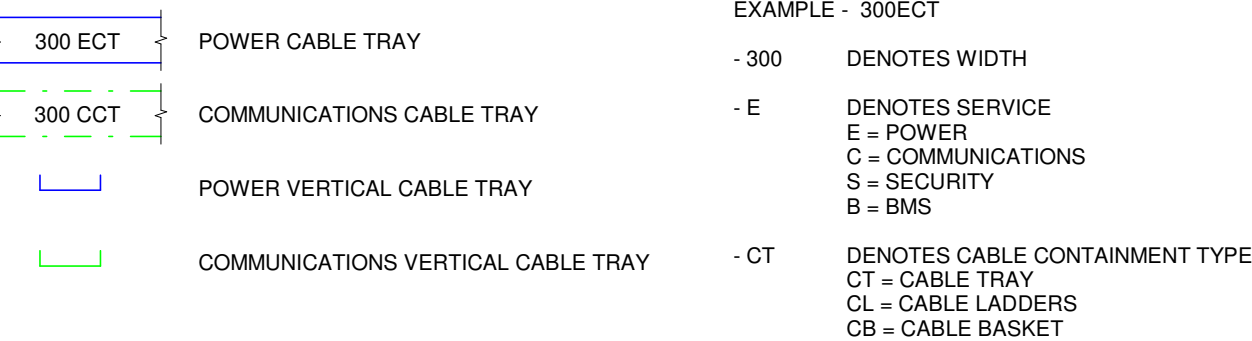 300 ECT POWER CABLE TRAY
300 CCT COMMUNICATIONS CABLE TRAY
POWER VERTICAL CABLE TRAY
COMMUNICATIONS VERTICAL CABLE TRAY
EXAMPLE - 300ECT
- 300 DENOTES WIDTH
- E DENOTES SERVICE
E = POWER
C = COMMUNICATIONS
S = SECURITY
B = BMS
- CT DENOTES CABLE CONTAINMENT TYPE
CT = CABLE TRAY
CL = CABLE LADDERS
CB = CABLE BASKET